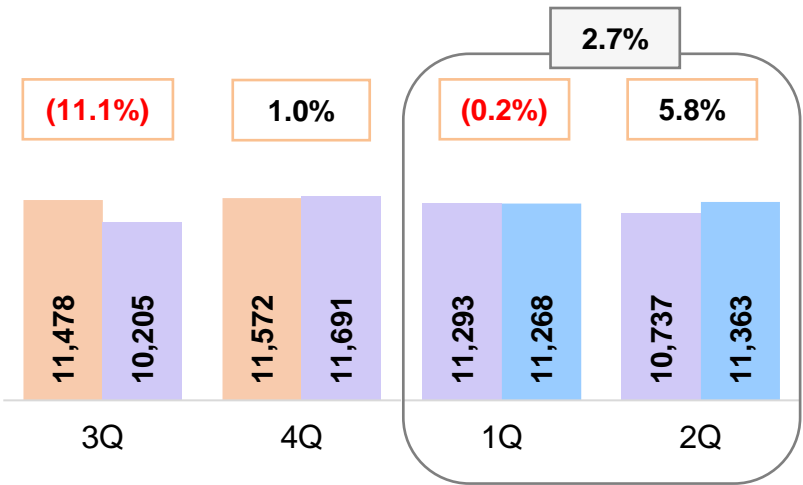 2.7%
(11.1%) 1.0% (0.2%) 5.8%
11,478 10,205 11,572 11,691 11,293 11,268 10,737 11,363
3Q 4Q 1Q 2Q